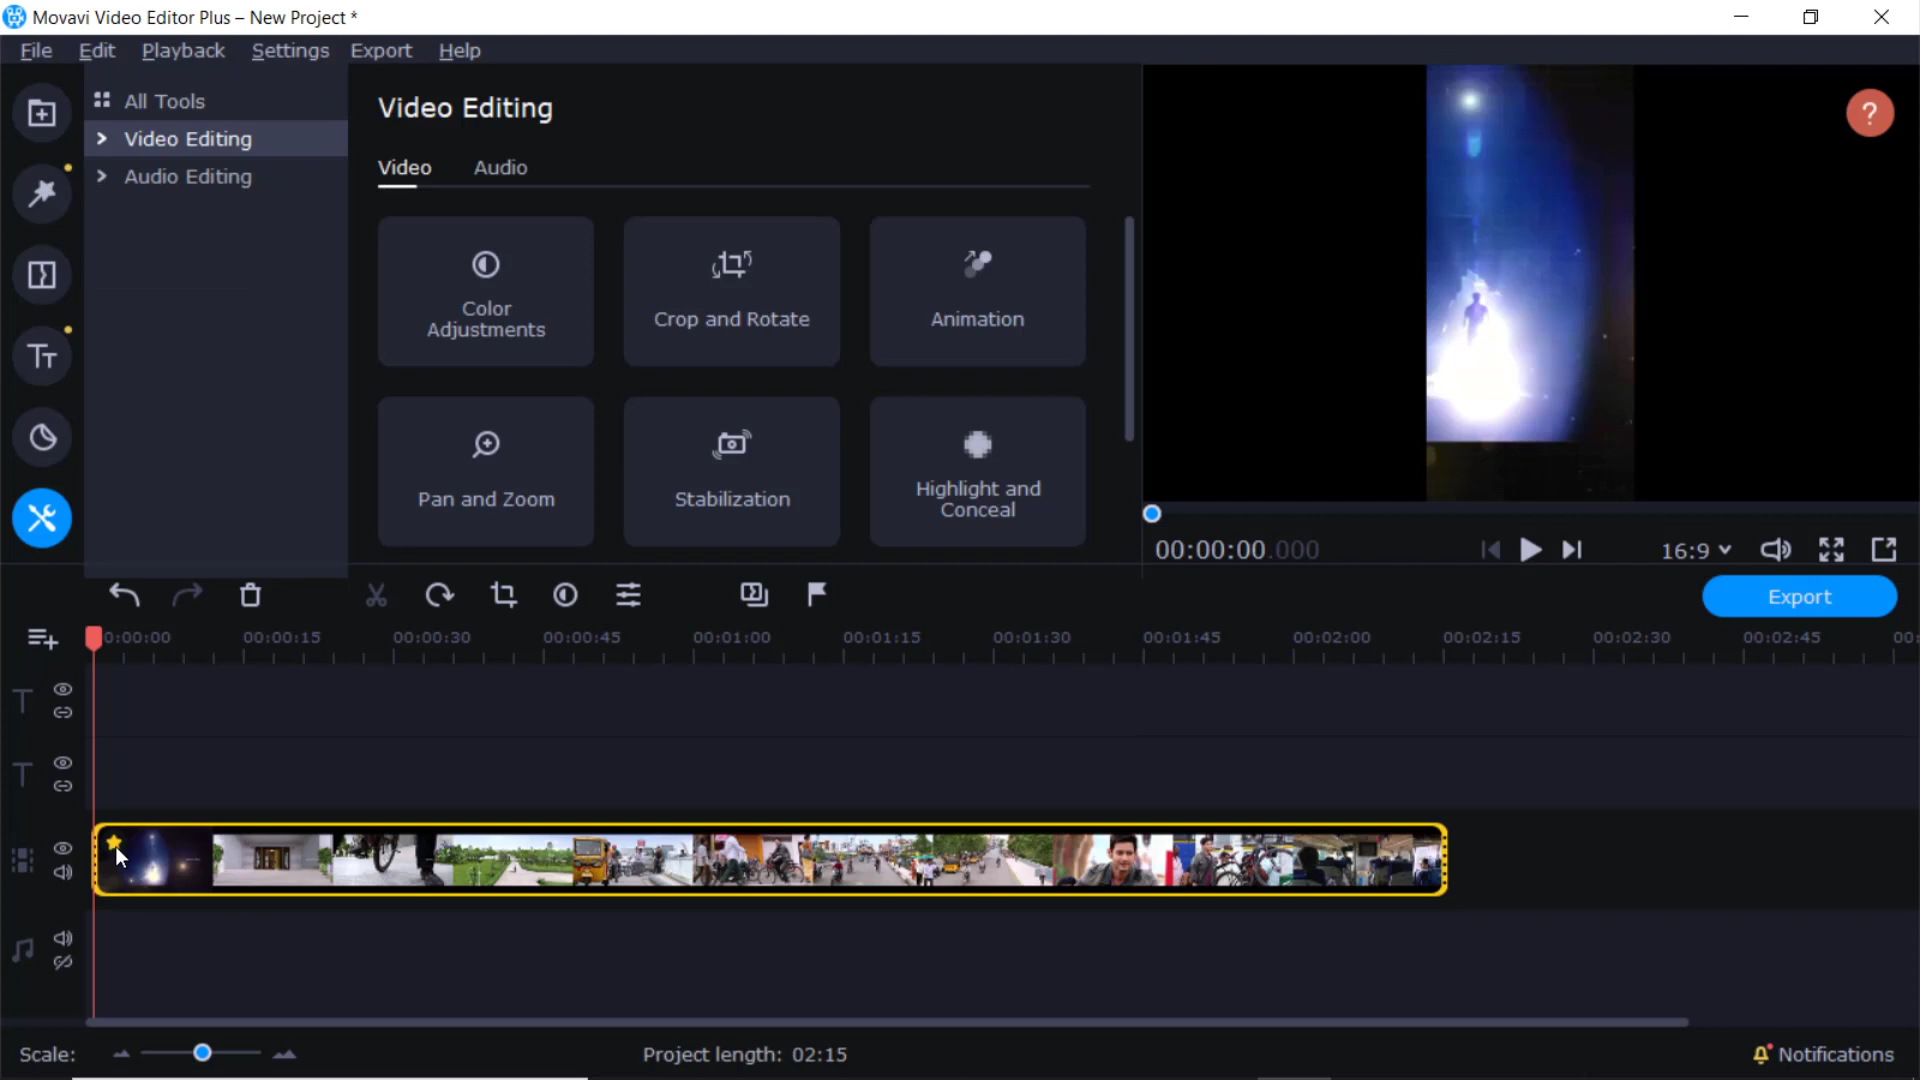 Movavi Video Editor Plus – New Project *
File Edit Playback Settings Export Help
All Tools
Video Editing
Audio Editing
Video Editing
Video Audio
Color
Adjustments
Crop and Rotate
Animation
Pan and Zoom
Stabilization
Highlight and
Conceal
?
00:00:00.000
16:9
Export
0:00:00 00:00:15 00:00:30 00:00:45 00:01:00 00:01:15 00:01:30 00:01:45 00:02:00 00:02:15 00:02:30 00:02:45 00:
Scale:
Project length: 02:15
Notifications